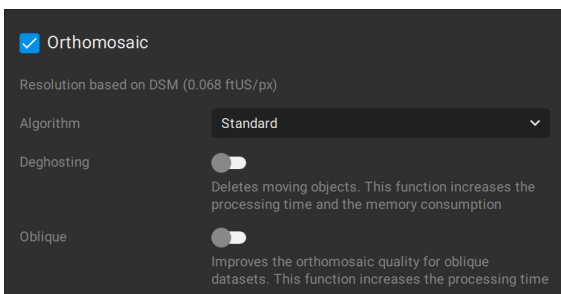 Orthomosaic
Resolution based on DSM (0.068 ftUS/px)
Algorithm
Standard
Deghosting
Deletes moving objects. This function increases the
processing time and the memory consumption
Oblique
Improves the orthomosaic quality for oblique
datasets. This function increases the processing time